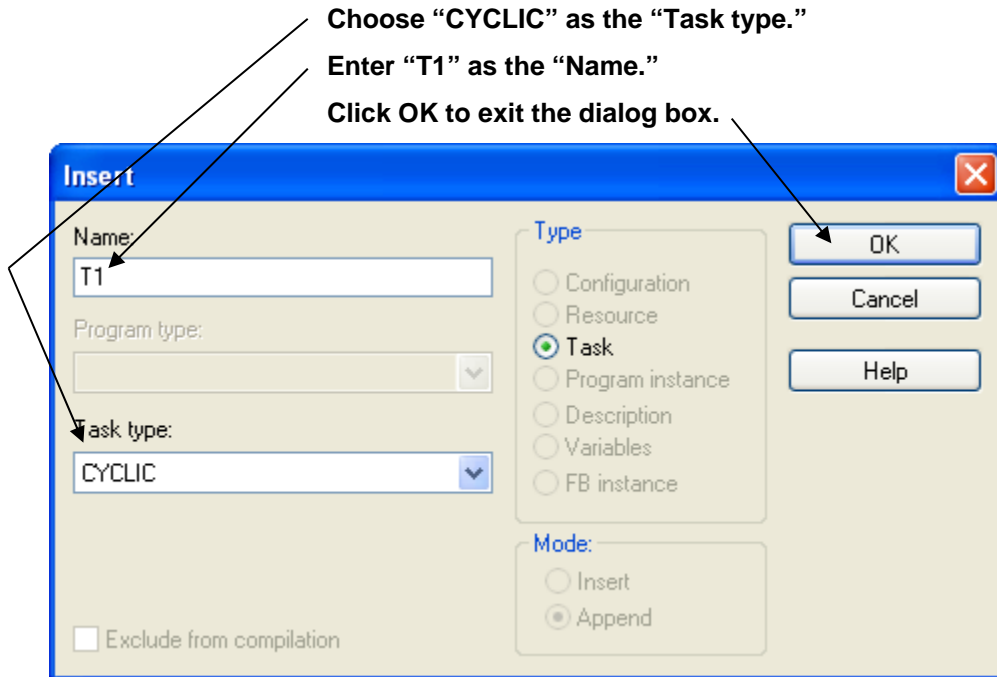 Choose “CYCLIC” as the “Task type.”
Enter “T1” as the “Name.”
Click OK to exit the dialog box.
Insert
Name:
T1
Program type:
Task type:
CYCLIC
Exclude from compilation
Type
Configuration
Resource
Task
Program instance
Description
Variables
FB instance
Mode:
Insert
Append
OK
Cancel
Help